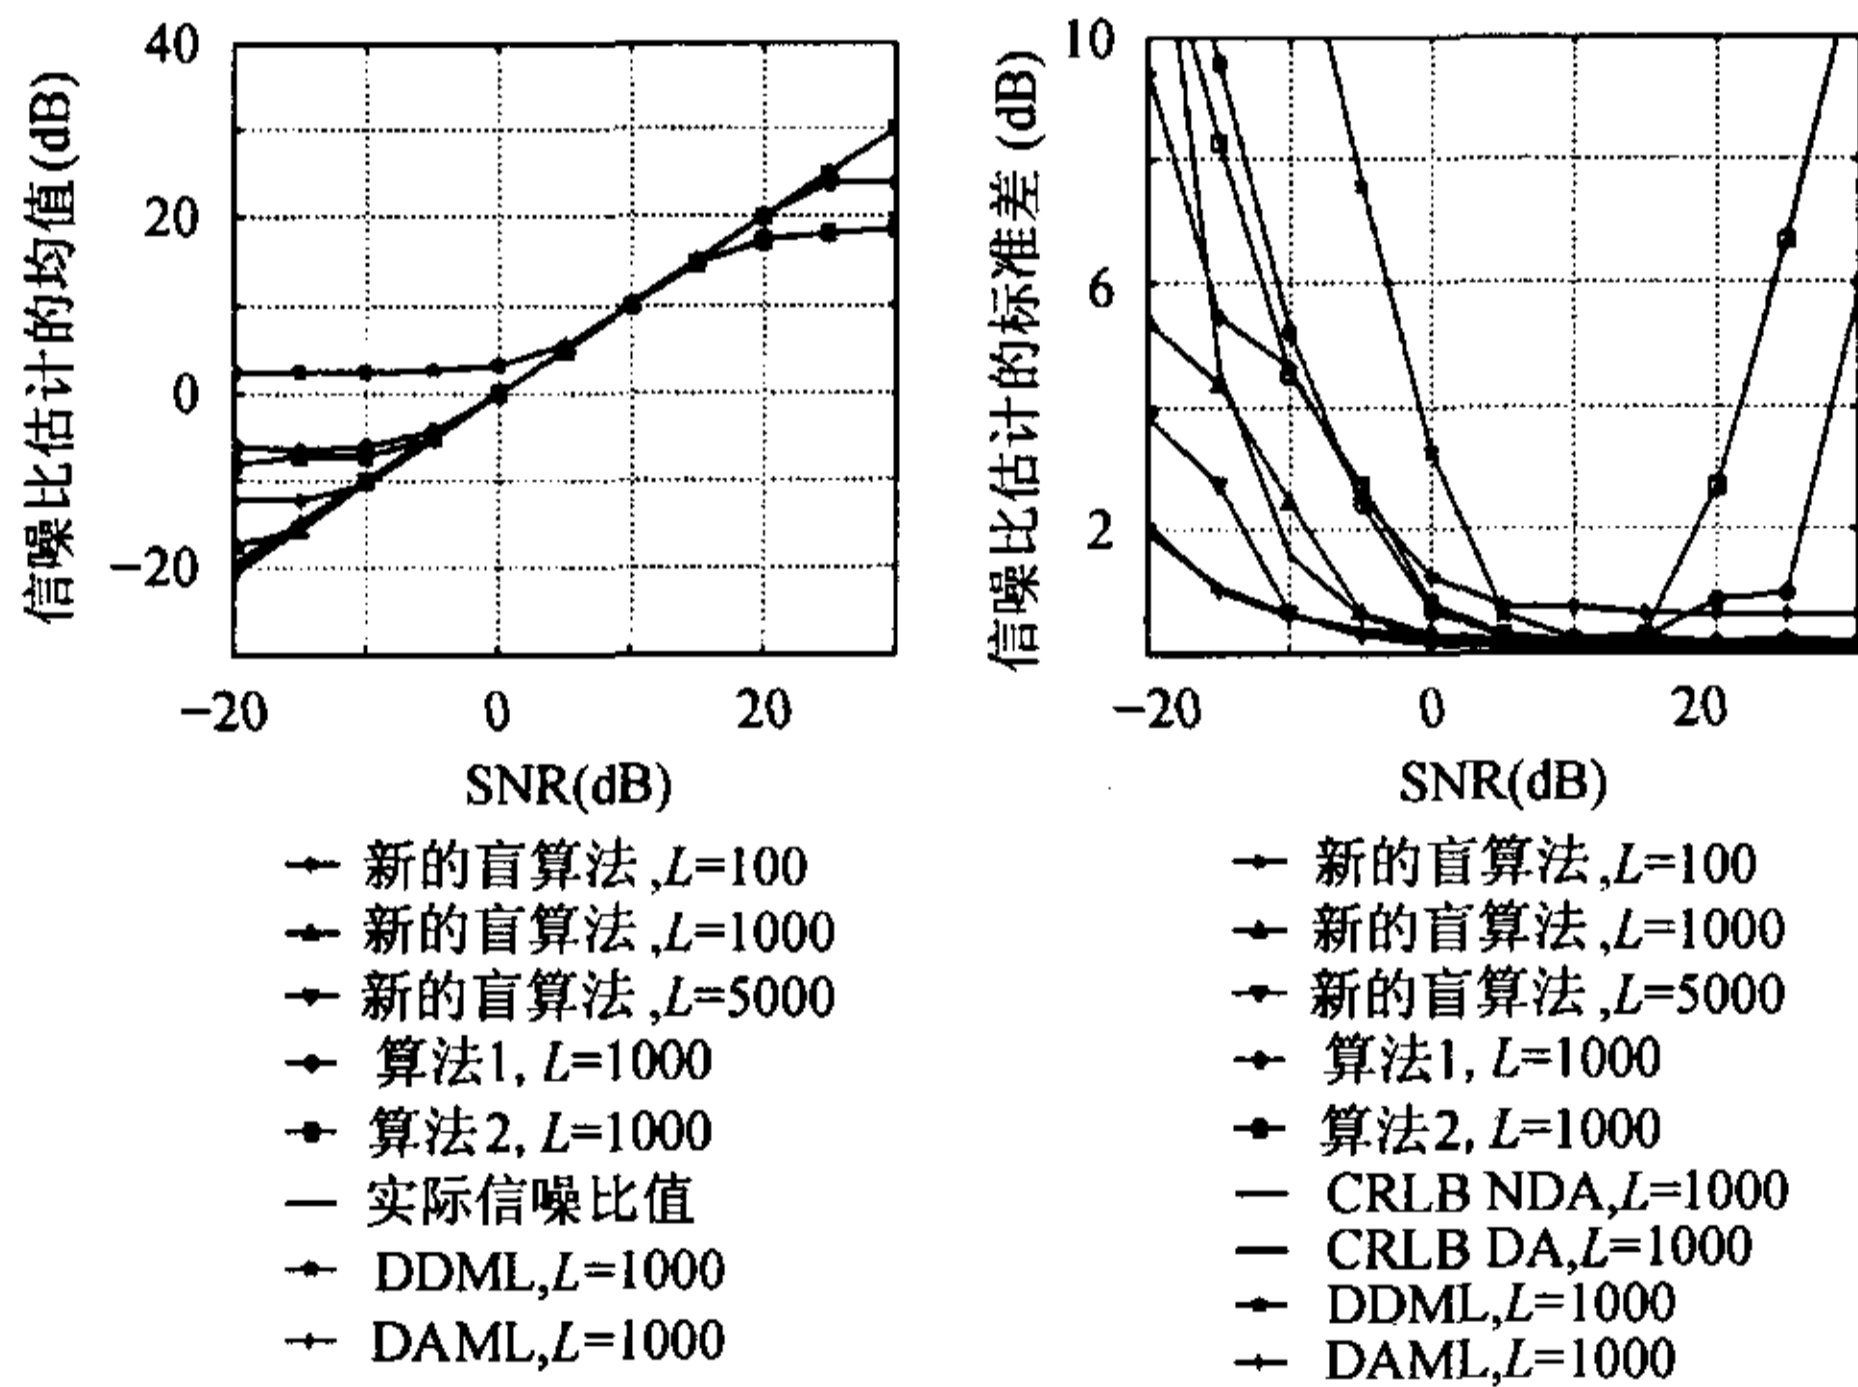 信噪比估计的均值(dB)
40
20
0
−20
−20
0
20
SNR(dB)
新的盲算法,L=100
新的盲算法,L=1000
新的盲算法,L=5000
算法1, L=1000
算法2, L=1000
实际信噪比值
DDML,L=1000
DAML,L=1000
信噪比估计的标准差(dB)
10
6
2
−20
0
20
SNR(dB)
新的盲算法,L=100
新的盲算法,L=1000
新的盲算法,L=5000
算法1, L=1000
算法2, L=1000
CRLB NDA,L=1000
CRLB DA,L=1000
DDML,L=1000
DAML,L=1000